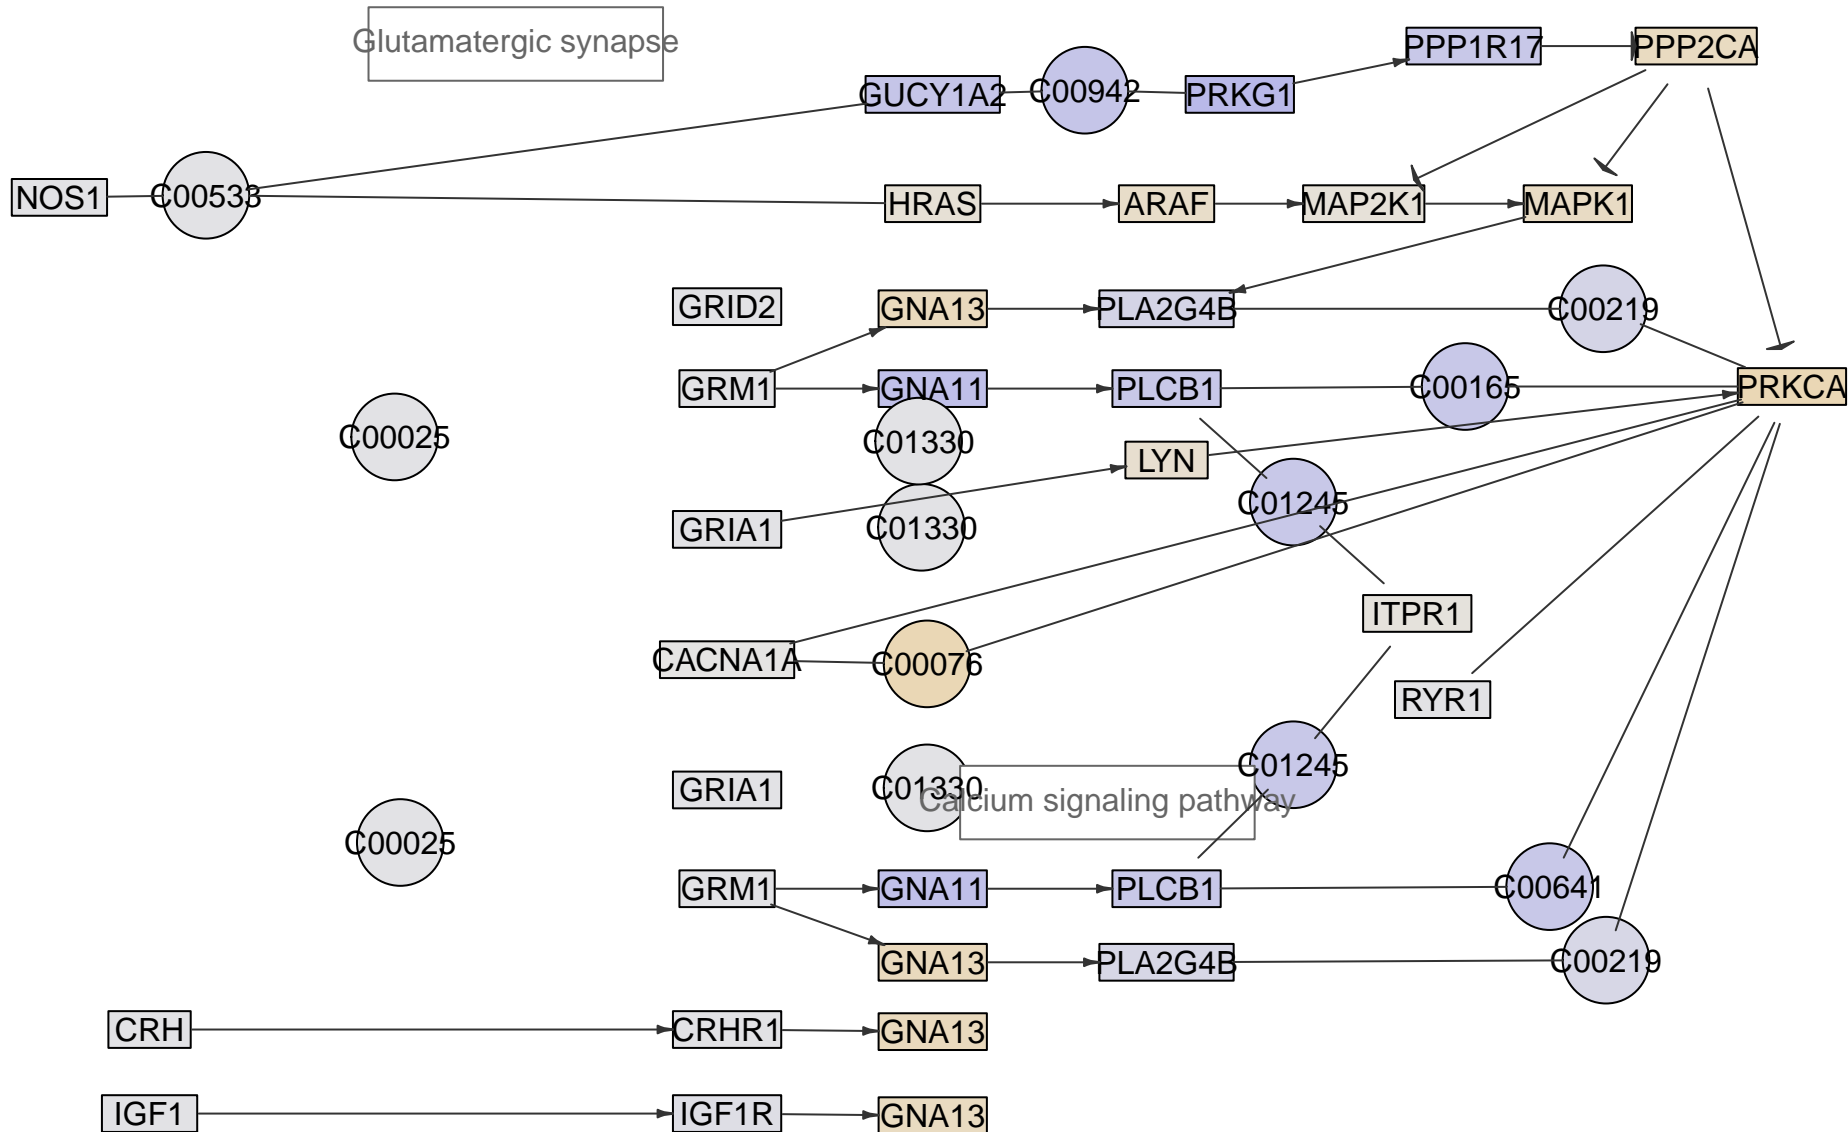 Glutamatergic synapse
PPP1R17
PPP2CA
GUCY1A2
C00942
PRKG1
NOS1
C00533
HRAS
ARAF
MAP2K1
MAPK1
GRID2
GNA13
PLA2G4B
C00219
GRM1
GNA11
PLCB1
C00165
PRKCA
C00025
C01330
LYN
GRIA1
C01330
C01245
ITPR1
CACNA1A
C00076
RYR1
C01245
GRIA1
C01330
Calcium signaling pathway
C00025
GRM1
GNA11
PLCB1
C00641
GNA13
PLA2G4B
C00219
CRH
CRHR1
GNA13
IGF1
IGF1R
GNA13